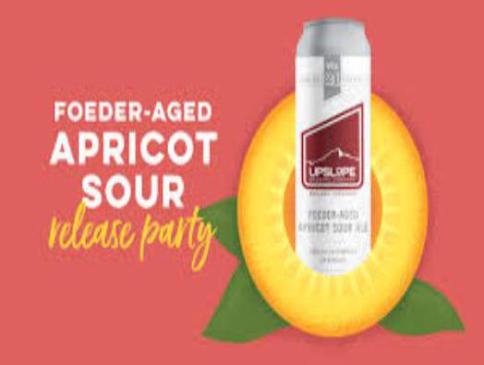 FOEDER-AGED
APRICOT
SOUR
release party
UPSLOPE
FOEDER-AGED
APRICOT SOUR ALE